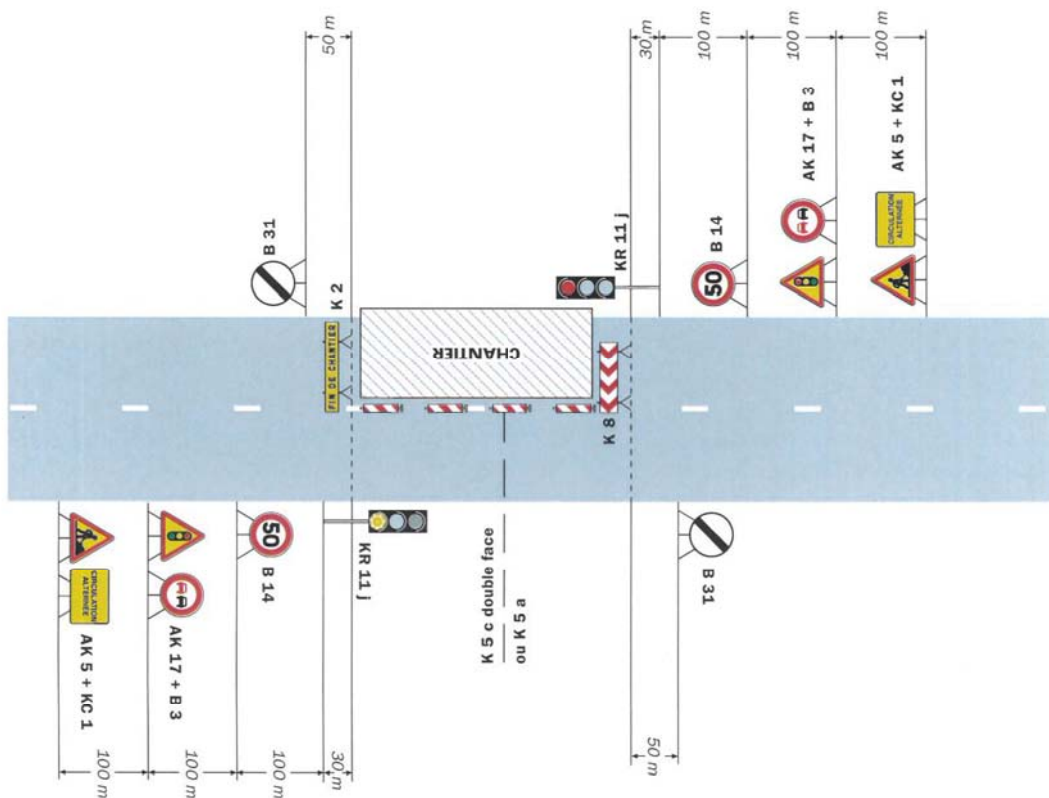 50 m
30 m
100 m
100 m
100 m
B 31
K 2
KR 11 j
50
B 14
AK 17 + B 3
CIRCULATION
ALTERNÉE
AK 5 + KC 1
FIN DE CHANTIER
CHANTIER
K 8
CIRCULATION
ALTERNÉE
AK 5 + KC 1
AK 17 + B 3
50
B 14
KR 11 j
K 5 c double face
ou K 5 a
B 31
100 m
100 m
100 m
30 m
50 m